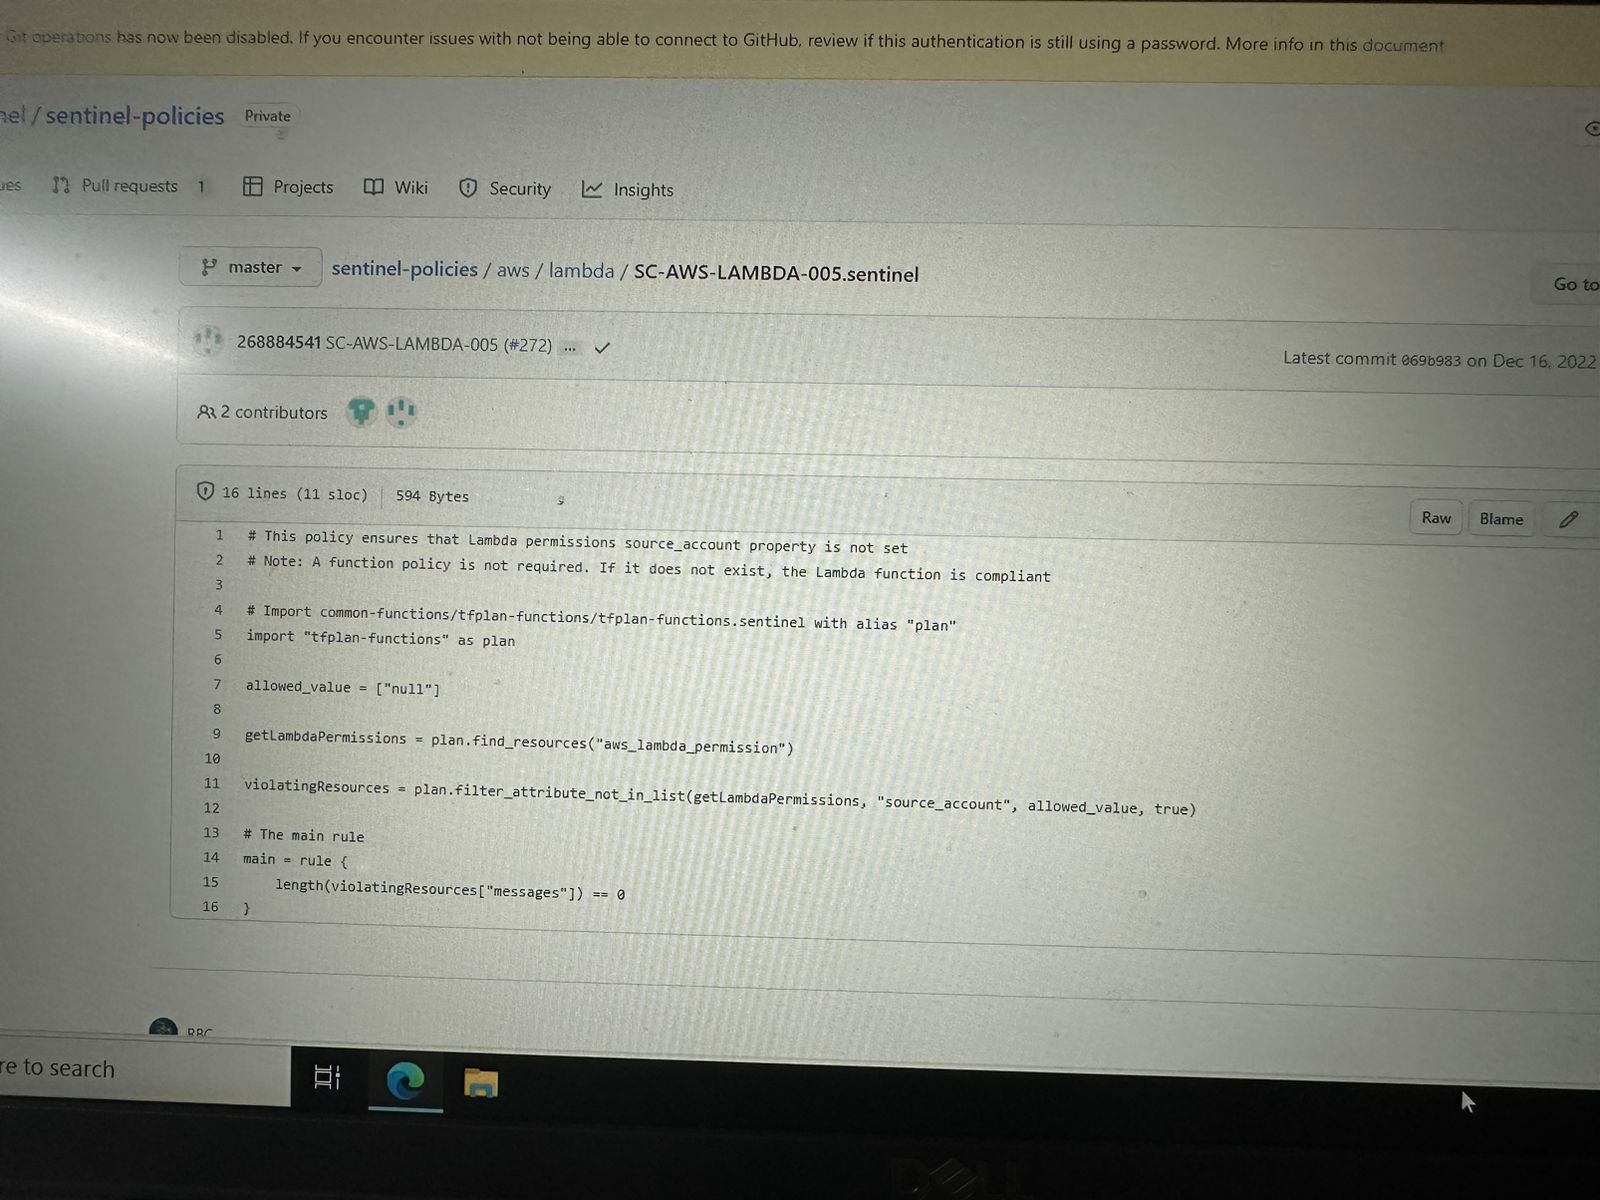 Git operations has now been disabled. If you encounter issues with not being able to connect to GitHub, review if this authentication is still using a password. More info in this document
/ sentinel-policies Private
Pull requests 1 Projects Wiki Security Insights
master sentinel-policies / aws / lambda / SC-AWS-LAMBDA-005.sentinel Go to
268884541 SC-AWS-LAMBDA-005 (#272) ... Latest commit 069b983 on Dec 16, 2022
2 contributors
16 lines (11 sloc) 594 Bytes Raw Blame
1 # This policy ensures that Lambda permissions source_account property is not set
2 # Note: A function policy is not required. If it does not exist, the Lambda function is compliant
3
4 # Import common-functions/tfplan-functions/tfplan-functions.sentinel with alias "plan"
5 import "tfplan-functions" as plan
6
7 allowed_value = ["null"]
8
9 getLambdaPermissions = plan.find_resources("aws_lambda_permission")
10
11 violatingResources = plan.filter_attribute_not_in_list(getLambdaPermissions, "source_account", allowed_value, true)
12
13 # The main rule
14 main = rule {
15 length(violatingResources["messages"]) == 0
16 }
re to search
DELL